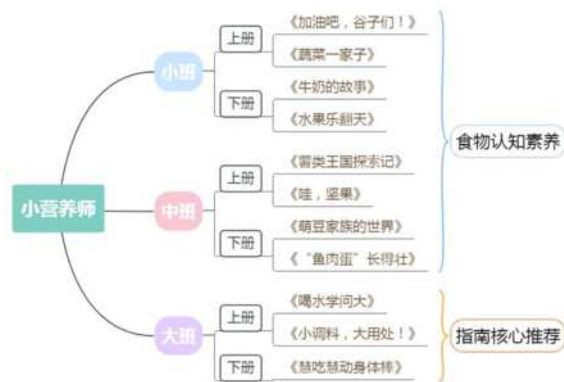 小营养师
小班
上册
《加油吧，谷子们！》
《蔬菜一家子》
下册
《牛奶的故事》
《水果乐翻天》
中班
上册
《薯类王国探索记》
《哇，坚果》
下册
《萌豆家族的世界》
《“鱼肉蛋”长得壮》
食物认知素养
大班
上册
《喝水学问大》
《小调料，大用处！》
下册
《慧吃慧动身体棒》
指南核心推荐